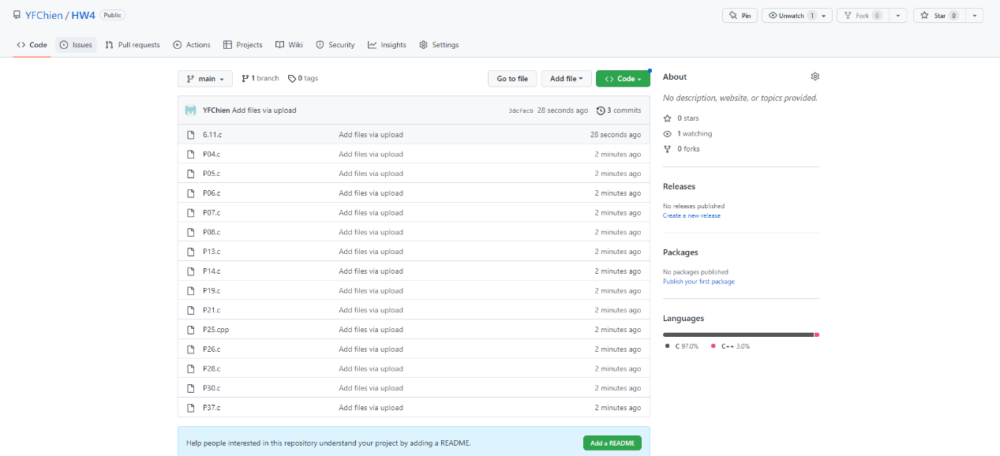 YFChien / HW4 Public
Pin Unwatch 1 Fork 0 Star 0
Code Issues Pull requests Actions Projects Wiki Security Insights Settings
main 1 branch 0 tags Go to file Add file Code
YFChien Add files via upload 3dcfacb 28 seconds ago 3 commits
6.11.c Add files via upload 28 seconds ago
P04.c Add files via upload 2 minutes ago
P05.c Add files via upload 2 minutes ago
P06.c Add files via upload 2 minutes ago
P07.c Add files via upload 2 minutes ago
P08.c Add files via upload 2 minutes ago
P13.c Add files via upload 2 minutes ago
P14.c Add files via upload 2 minutes ago
P19.c Add files via upload 2 minutes ago
P21.c Add files via upload 2 minutes ago
P25.cpp Add files via upload 2 minutes ago
P26.c Add files via upload 2 minutes ago
P28.c Add files via upload 2 minutes ago
P30.c Add files via upload 2 minutes ago
P37.c Add files via upload 2 minutes ago
Help people interested in this repository understand your project by adding a README. Add a README
About
No description, website, or topics provided.
0 stars
1 watching
0 forks
Releases
No releases published
Create a new release
Packages
No packages published
Publish your first package
Languages
C 97.0% C++ 3.0%